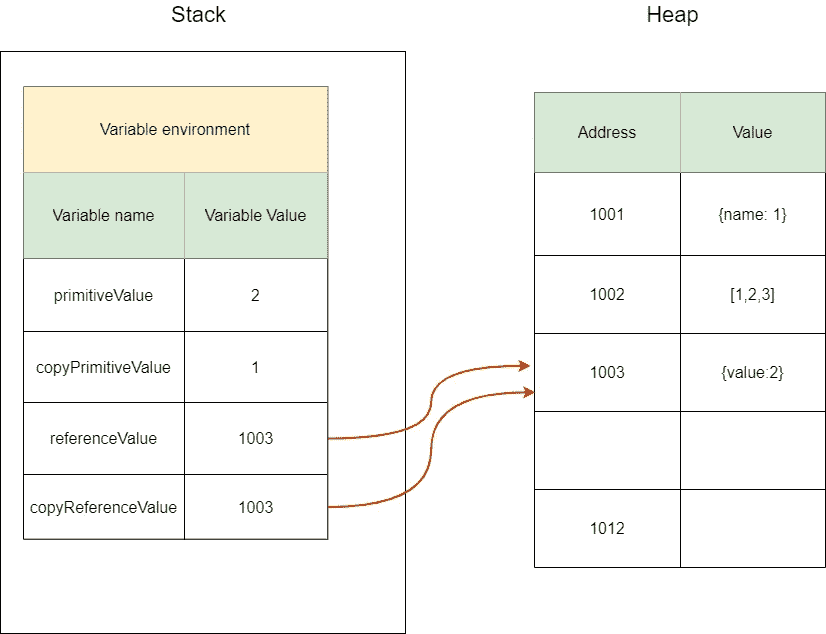 Stack
Heap
Variable environment
Variable name
Variable Value
primitiveValue
2
copyPrimitiveValue
1
referenceValue
1003
copyReferenceValue
1003
Address
Value
1001
{name: 1}
1002
[1,2,3]
1003
{value:2}
1012